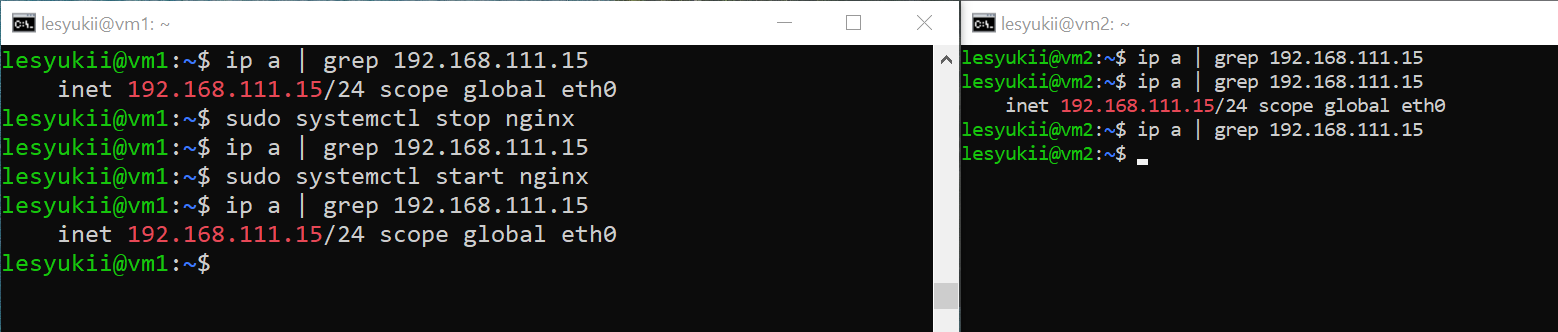 lesyukii@vm1: ~
lesyukii@vm1:~$ ip a | grep 192.168.111.15
    inet 192.168.111.15/24 scope global eth0
lesyukii@vm1:~$ sudo systemctl stop nginx
lesyukii@vm1:~$ ip a | grep 192.168.111.15
lesyukii@vm1:~$ sudo systemctl start nginx
lesyukii@vm1:~$ ip a | grep 192.168.111.15
    inet 192.168.111.15/24 scope global eth0
lesyukii@vm1:~$
lesyukii@vm2: ~
lesyukii@vm2:~$ ip a | grep 192.168.111.15
lesyukii@vm2:~$ ip a | grep 192.168.111.15
    inet 192.168.111.15/24 scope global eth0
lesyukii@vm2:~$ ip a | grep 192.168.111.15
lesyukii@vm2:~$